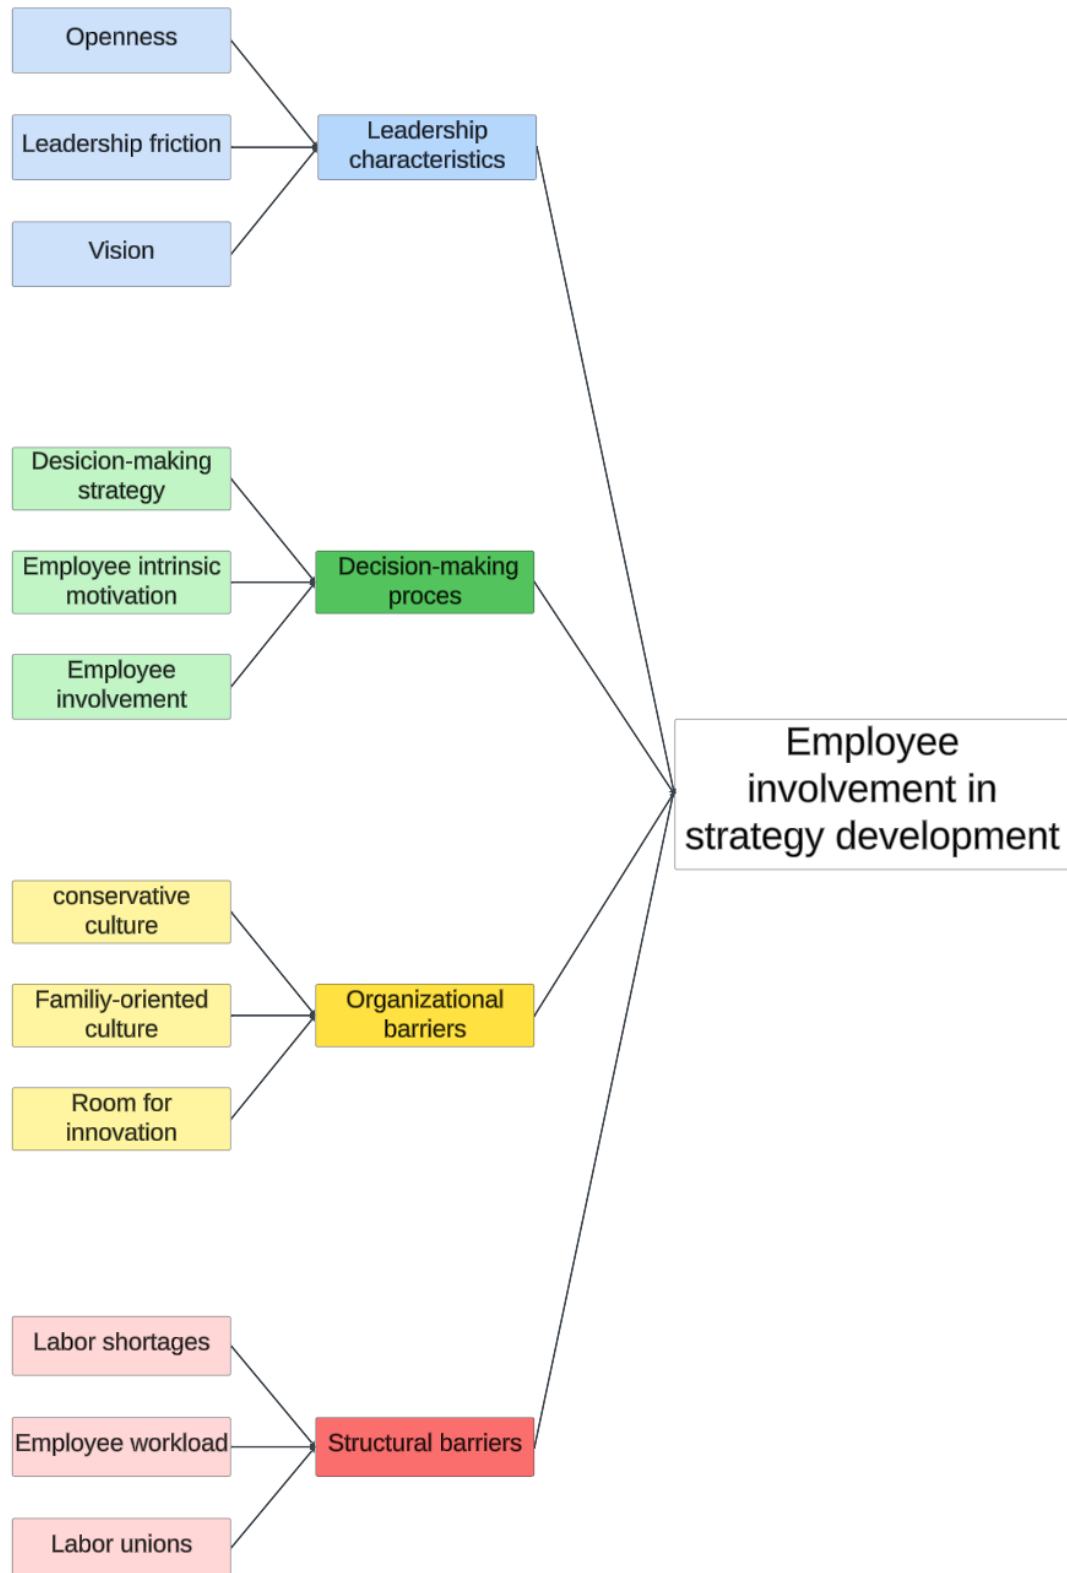 Openness
Leadership friction
Vision
Leadership
characteristics
Desicion-making
strategy
Employee intrinsic
motivation
Employee
involvement
Decision-making
proces
Employee
involvement in
strategy development
conservative
culture
Familiy-oriented
culture
Room for
innovation
Organizational
barriers
Labor shortages
Employee workload
Labor unions
Structural barriers